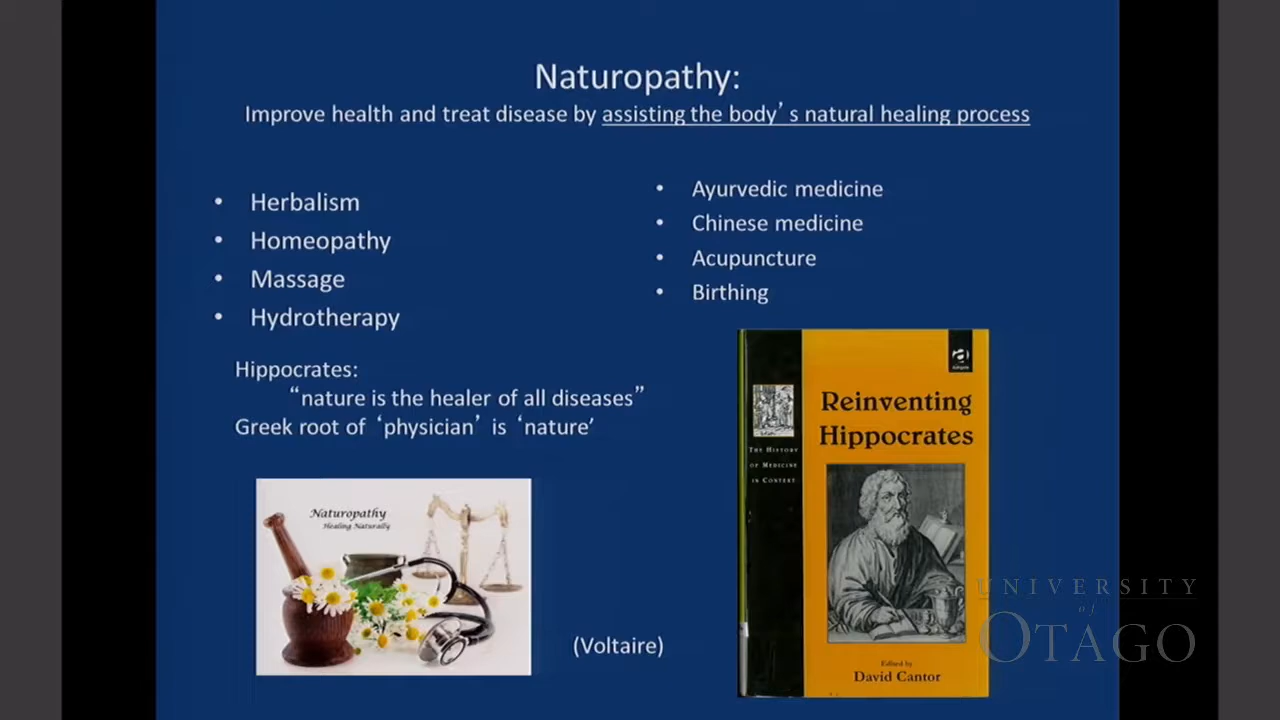 Naturopathy:
Improve health and treat disease by assisting the body's natural healing process
• Herbalism
• Homeopathy
• Massage
• Hydrotherapy
• Ayurvedic medicine
• Chinese medicine
• Acupuncture
• Birthing
Hippocrates:
“nature is the healer of all diseases”
Greek root of ‘physician’ is ‘nature’
Naturopathy
Healing Naturally
(Voltaire)
THE HISTORY
OF MEDICINE
IN CONTEXT
Ashgate
Reinventing
Hippocrates
Edited by
David Cantor
UNIVERSITY
of
OTAGO